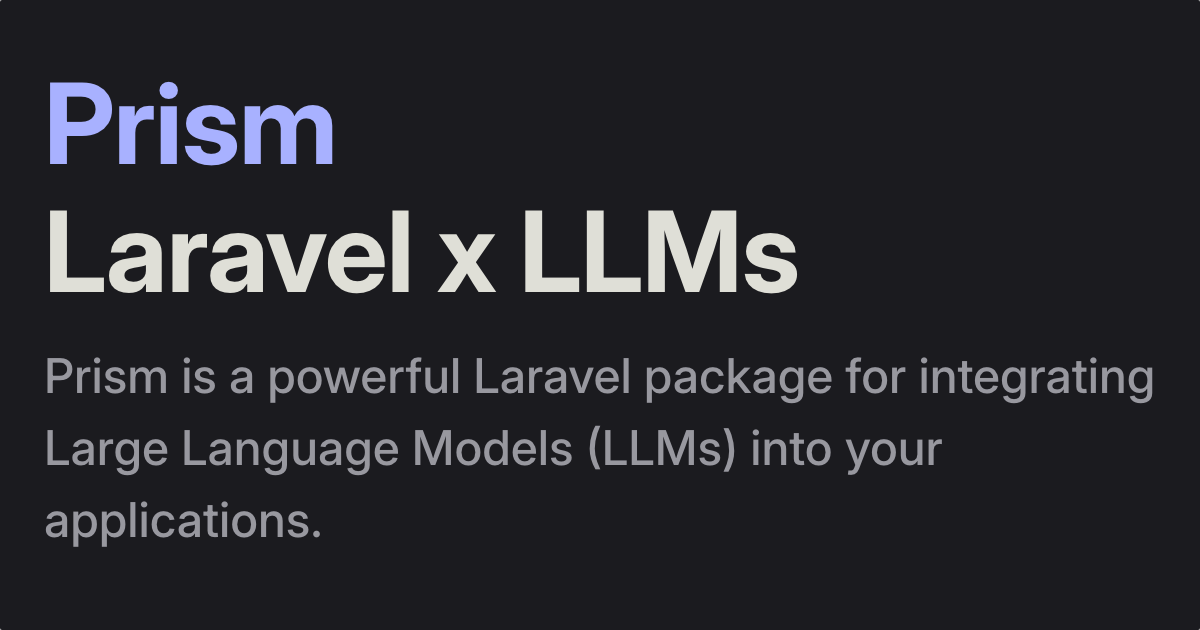 Prism
Laravel x LLMs
Prism is a powerful Laravel package for integrating
Large Language Models (LLMs) into your
applications.